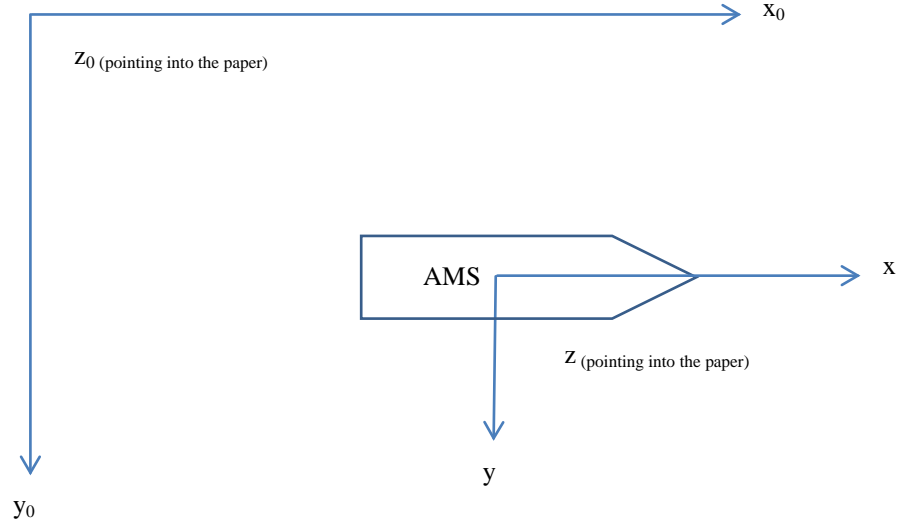 x₀
z₀ (pointing into the paper)
AMS
x
z (pointing into the paper)
y
y₀